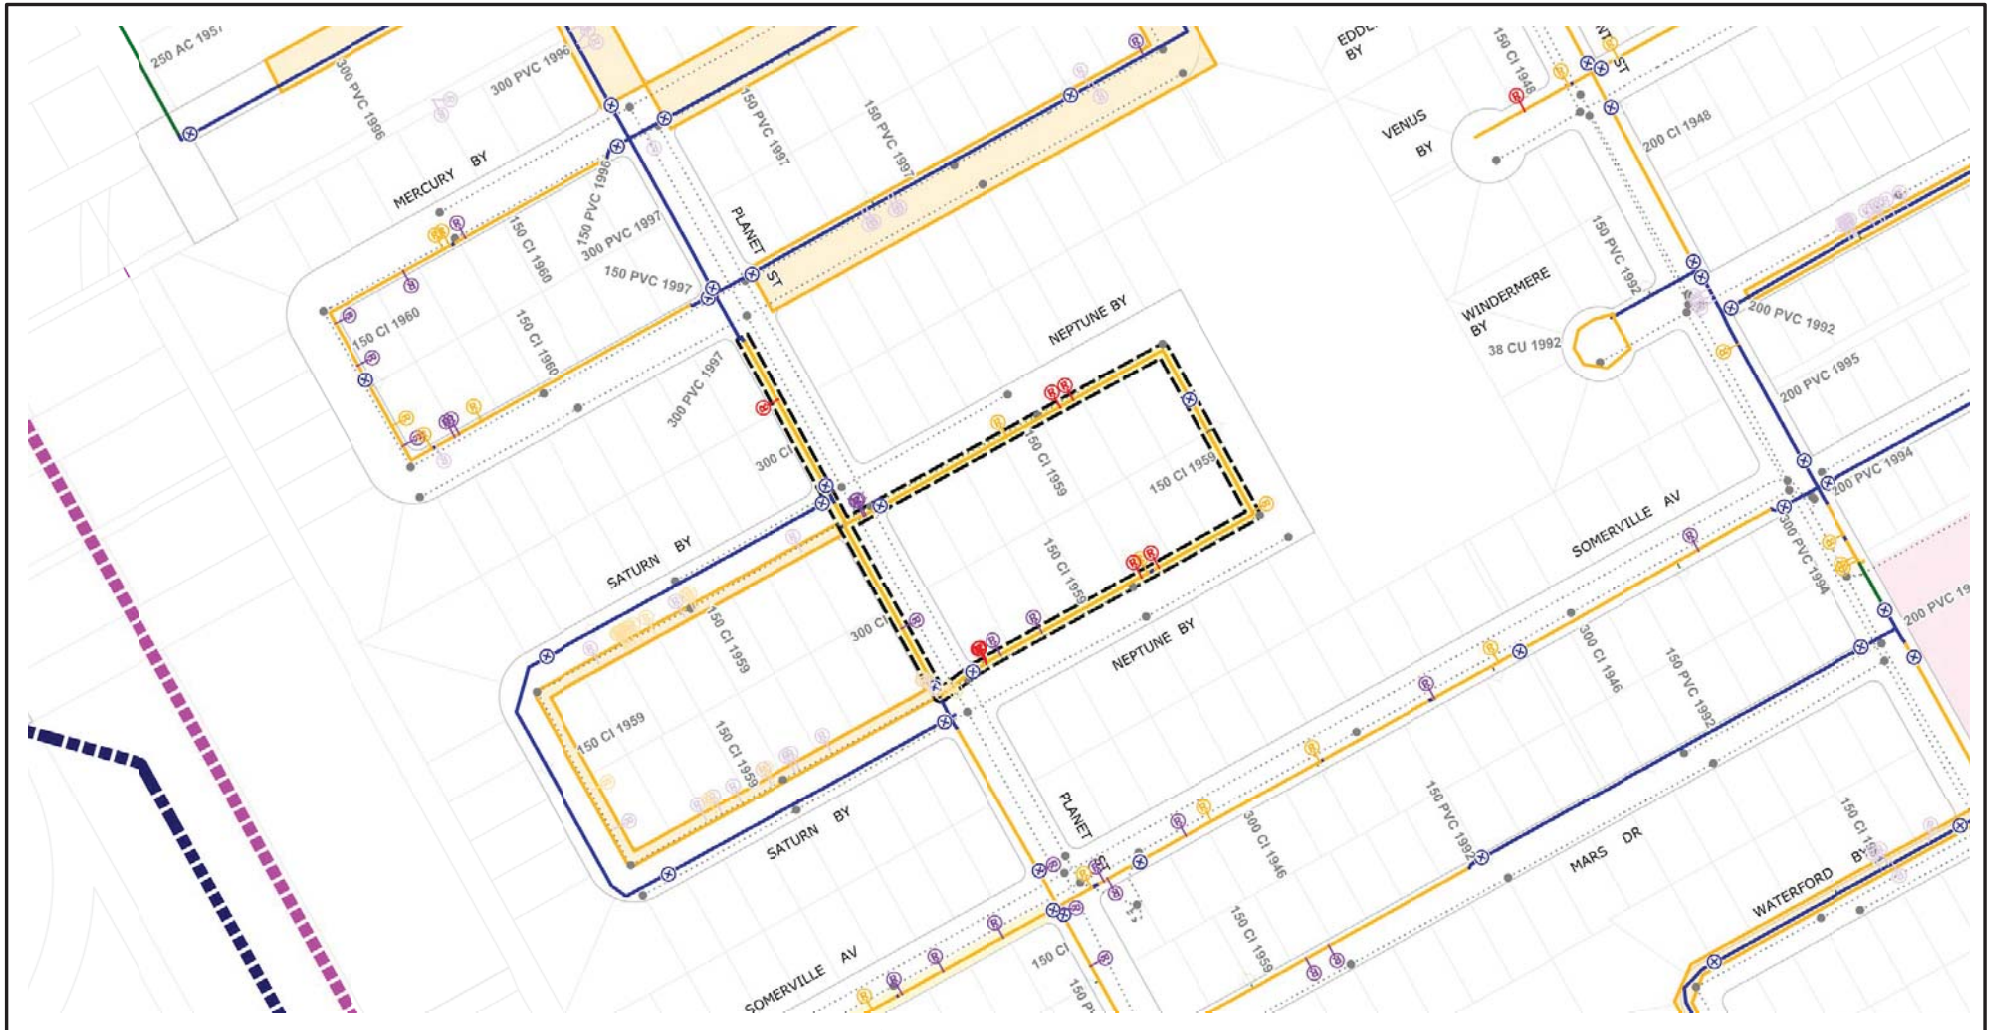 250 AC 1957
300 PVC 1996
300 PVC 1996
150 PVC 1997
150 PVC 1997
MERCURY BY
150 PVC 1996
150 CI 1960
300 PVC 1997
150 PVC 1997
150 CI 1960
150 CI 1960
PLANET ST
300 PVC 1997
NEPTUNE BY
VENUS BY
BY
150 CI 1948
ST
200 CI 1948
150 PVC 1992
WINDERMERE BY
38 CU 1992
200 PVC 1992
200 PVC 1995
200 PVC 1994
300 PVC 1994
300 CI
150 CI 1959
150 CI 1959
150 CI 1959
SATURN BY
300 CI
150 CI 1959
150 CI 1959
150 CI 1959
NEPTUNE BY
SATURN BY
SOMERVILLE AV
200 PVC 19
300 CI 1946
150 PVC 1992
PLANET ST
300 CI 1946
150 PVC 1992
MARS DR
150 CI 1959
WATERFORD BY
SOMERVILLE AV
150 CI